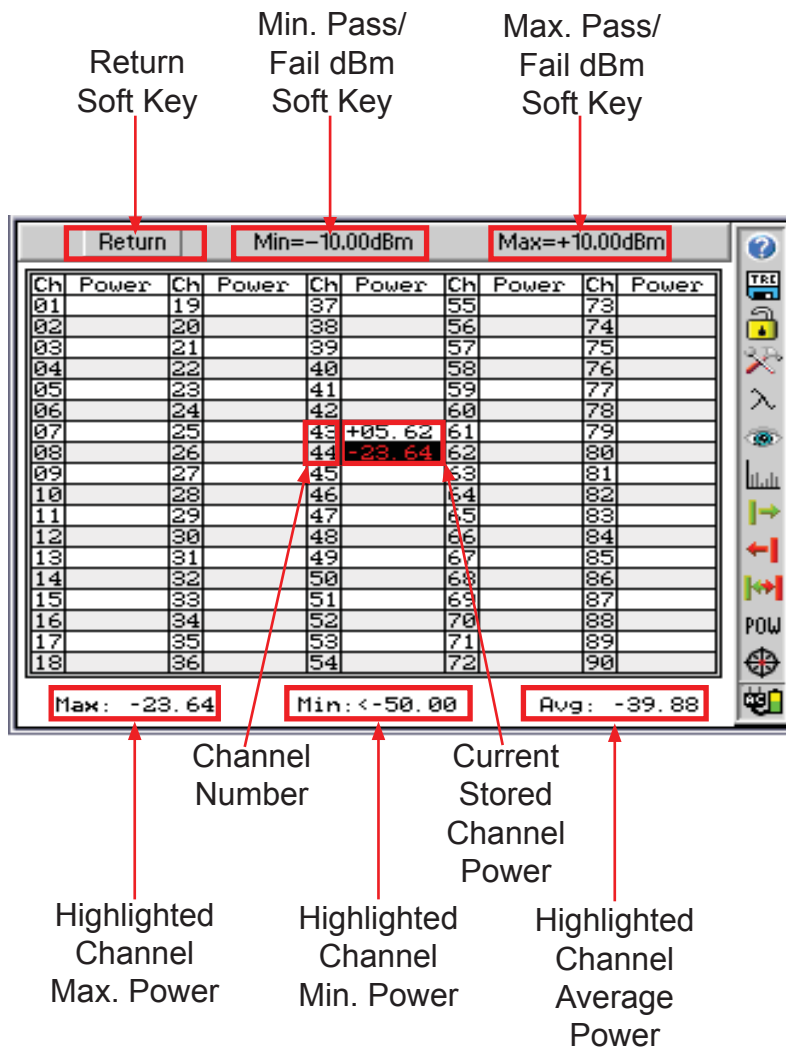 Return
Soft Key
Min. Pass/
Fail dBm
Soft Key
Max. Pass/
Fail dBm
Soft Key
Return Min=-10.00dBm Max=+10.00dBm
Ch Power Ch Power Ch Power Ch Power Ch Power
01 19 37 55 73
02 20 38 56 74
03 21 39 57 75
04 22 40 58 76
05 23 41 59 77
06 24 42 60 78
07 25 43 +05.62 61 79
08 26 44 -23.64 62 80
09 27 45 63 81
10 28 46 64 82
11 29 47 65 83
12 30 48 66 84
13 31 49 67 85
14 32 50 68 86
15 33 51 69 87
16 34 52 70 88
17 35 53 71 89
18 36 54 72 90
Max: -23.64 Min:<-50.00 Avg: -39.88
?
TRC
λ
POW
Channel
Number
Current
Stored
Channel
Power
Highlighted
Channel
Max. Power
Highlighted
Channel
Min. Power
Highlighted
Channel
Average
Power